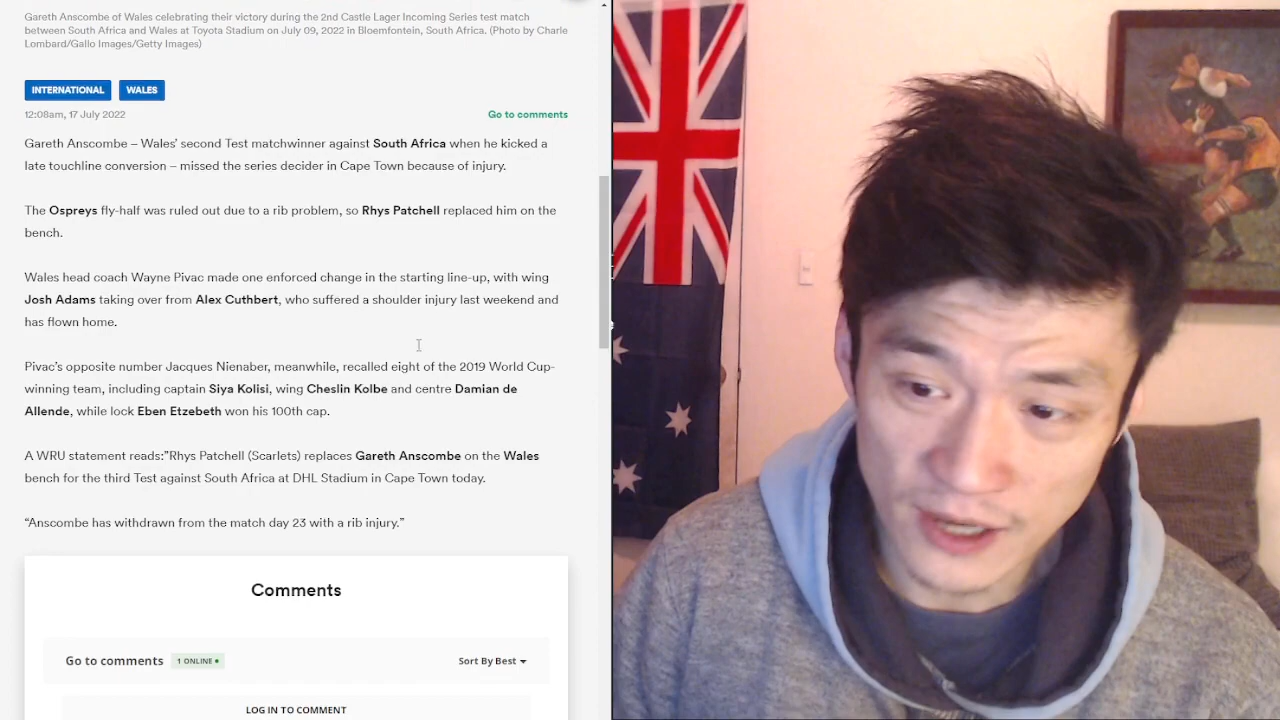 Gareth Anscombe of Wales celebrating their victory during the 2nd Castle Lager Incoming Series test match
between South Africa and Wales at Toyota Stadium on July 09, 2022 in Bloemfontein, South Africa. (Photo by Charle
Lombard/Gallo Images/Getty Images)
INTERNATIONAL WALES
12:08am, 17 July 2022 Go to comments
Gareth Anscombe – Wales’ second Test matchwinner against South Africa when he kicked a
late touchline conversion – missed the series decider in Cape Town because of injury.
The Ospreys fly-half was ruled out due to a rib problem, so Rhys Patchell replaced him on the
bench.
Wales head coach Wayne Pivac made one enforced change in the starting line-up, with wing
Josh Adams taking over from Alex Cuthbert, who suffered a shoulder injury last weekend and
has flown home.
Pivac’s opposite number Jacques Nienaber, meanwhile, recalled eight of the 2019 World Cup-
winning team, including captain Siya Kolisi, wing Cheslin Kolbe and centre Damian de
Allende, while lock Eben Etzebeth won his 100th cap.
A WRU statement reads:”Rhys Patchell (Scarlets) replaces Gareth Anscombe on the Wales
bench for the third Test against South Africa at DHL Stadium in Cape Town today.
“Anscombe has withdrawn from the match day 23 with a rib injury.”
Comments
Go to comments 1 ONLINE Sort By Best
LOG IN TO COMMENT